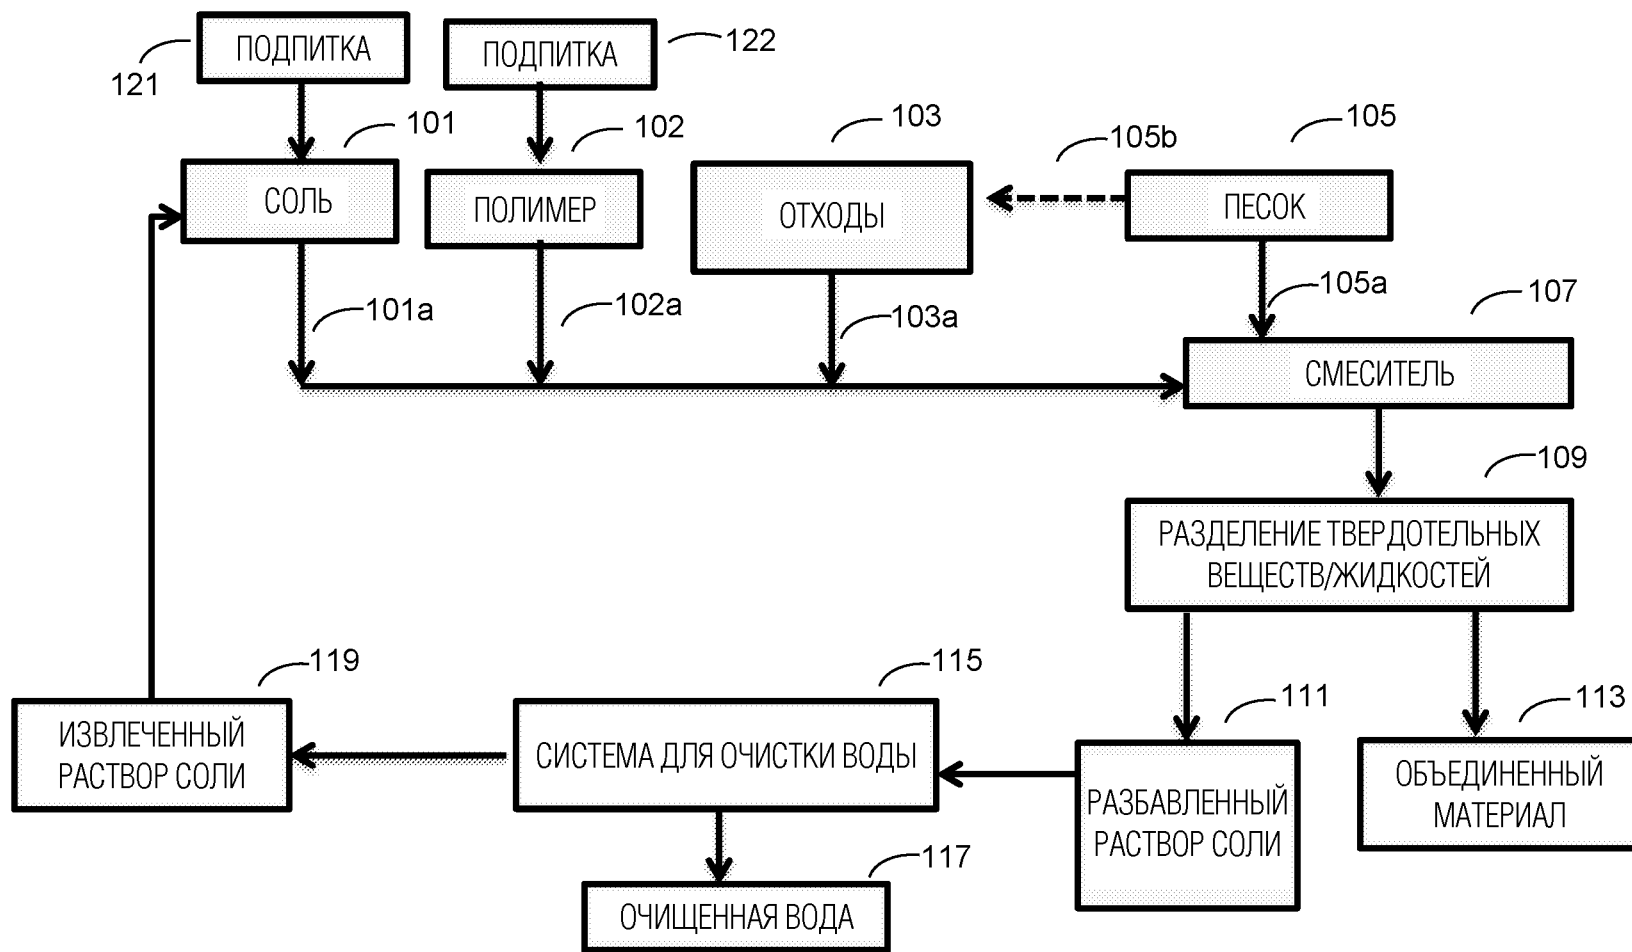 ПОДПИТКА
121
ПОДПИТКА
122
101
102
103
105b
105
СОЛЬ
ПОЛИМЕР
ОТХОДЫ
ПЕСОК
101a
102a
103a
105a
107
СМЕСИТЕЛЬ
109
РАЗДЕЛЕНИЕ ТВЕРДОТЕЛЬНЫХ
ВЕЩЕСТВ/ЖИДКОСТЕЙ
119
115
111
113
ИЗВЛЕЧЕННЫЙ
РАСТВОР СОЛИ
СИСТЕМА ДЛЯ ОЧИСТКИ ВОДЫ
РАЗБАВЛЕННЫЙ
РАСТВОР СОЛИ
ОБЪЕДИНЕННЫЙ
МАТЕРИАЛ
117
ОЧИЩЕННАЯ ВОДА